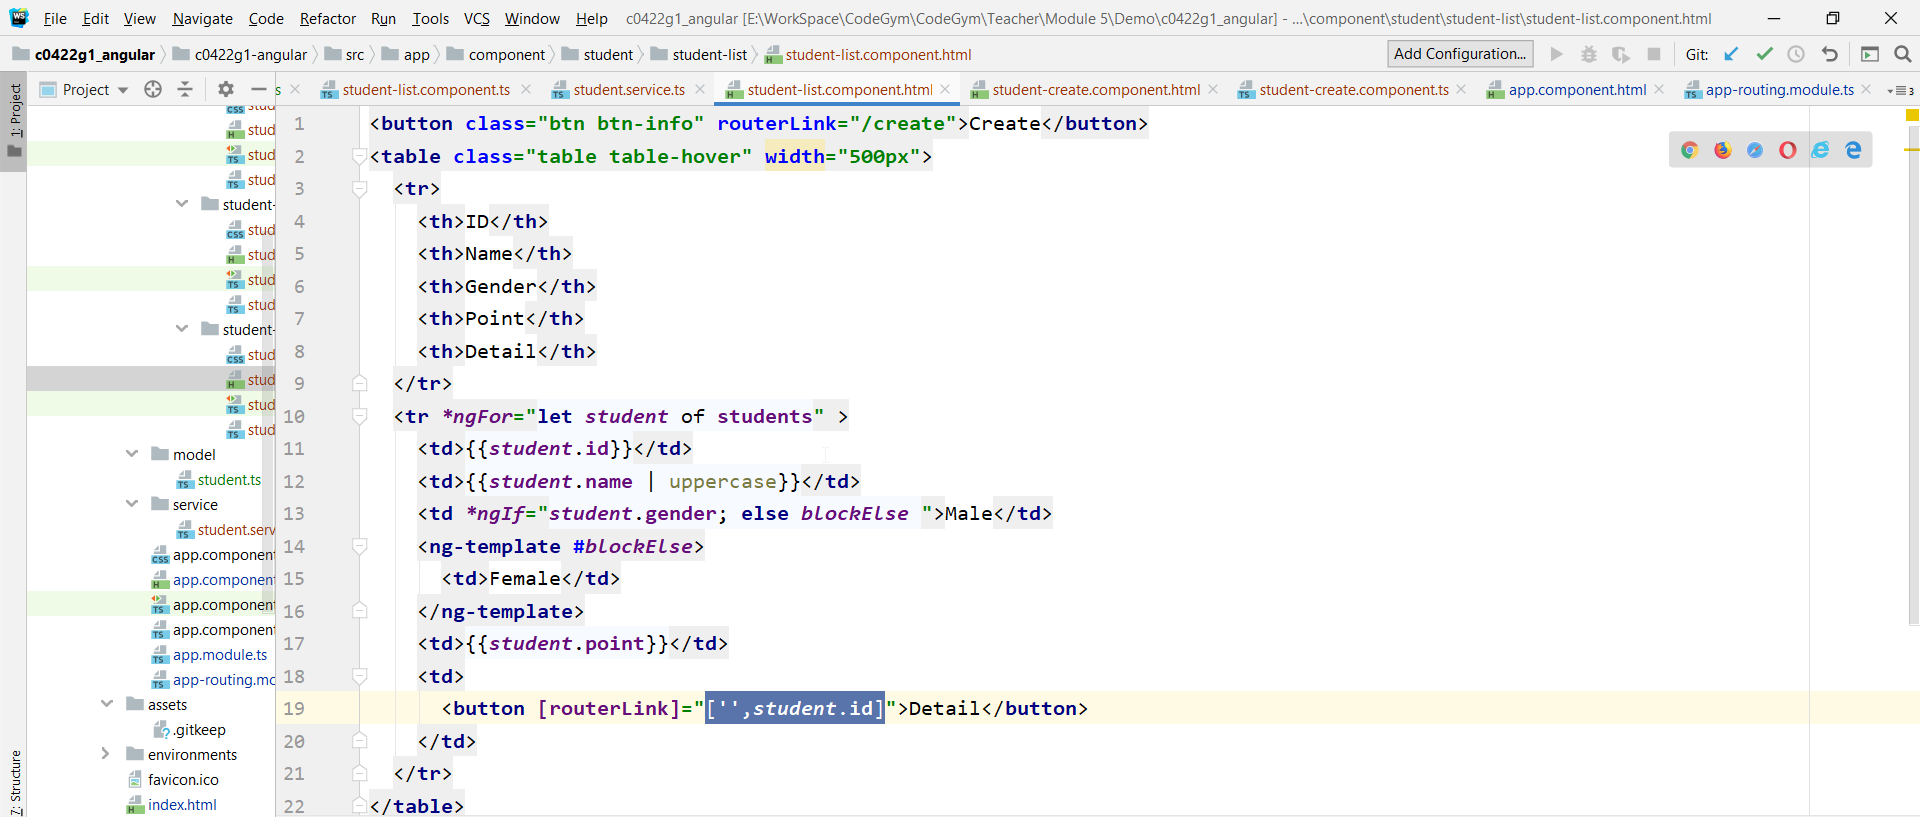 File Edit View Navigate Code Refactor Run Tools VCS Window Help c0422g1_angular [E:\WorkSpace\CodeGym\CodeGym\Teacher\Module 5\Demo\c0422g1_angular] - ...\component\student\student-list\student-list.component.html
c0422g1_angular c0422g1-angular src app component student student-list student-list.component.html Add Configuration... Git:
1: Project
Project s student-list.component.ts student.service.ts student-list.component.html student-create.component.html student-create.component.ts app.component.html app-routing.module.ts 3
stud
stud
stud
stud
student-
stud
stud
stud
stud
student-
stud
stud
stud
stud
model
student.ts
service
student.serv
app.component
app.component
app.component
app.component
app.module.ts
app-routing.mo
assets
.gitkeep
environments
favicon.ico
index.html
7: Structure
1 <button class="btn btn-info" routerLink="/create">Create</button>
2 <table class="table table-hover" width="500px">
3 <tr>
4 <th>ID</th>
5 <th>Name</th>
6 <th>Gender</th>
7 <th>Point</th>
8 <th>Detail</th>
9 </tr>
10 <tr *ngFor="let student of students" >
11 <td>{{student.id}}</td>
12 <td>{{student.name | uppercase}}</td>
13 <td *ngIf="student.gender; else blockElse ">Male</td>
14 <ng-template #blockElse>
15 <td>Female</td>
16 </ng-template>
17 <td>{{student.point}}</td>
18 <td>
19 <button [routerLink]="['',student.id]">Detail</button>
20 </td>
21 </tr>
22 </table>